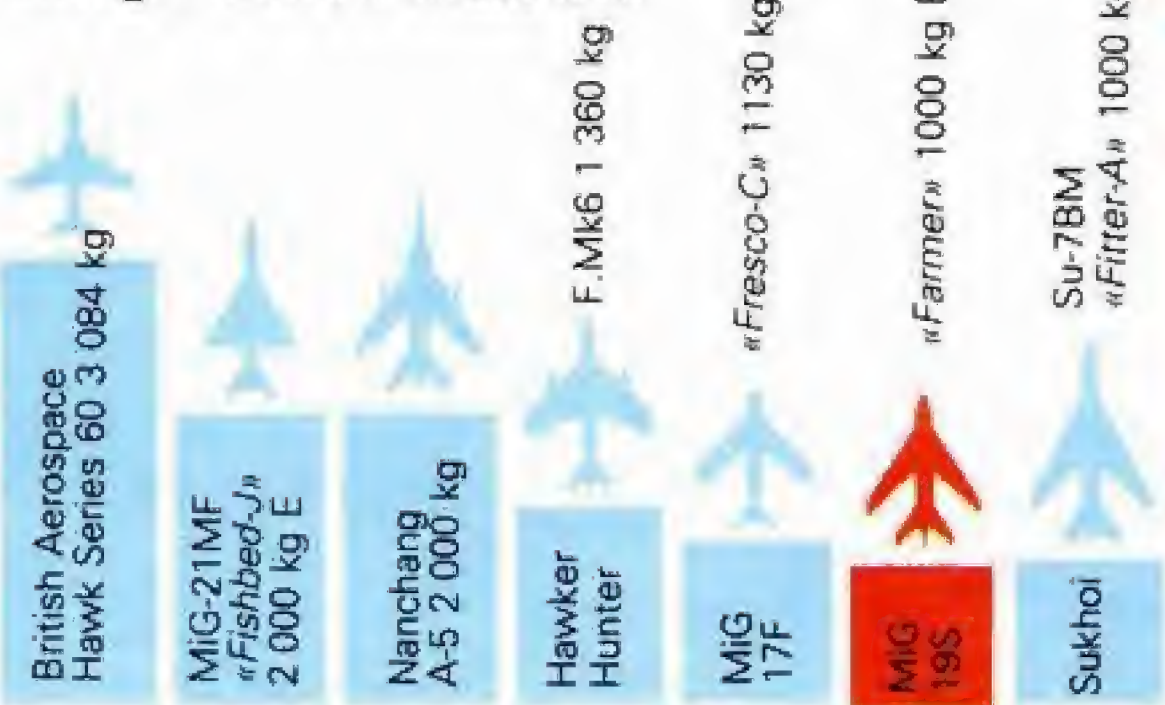 British Aerospace
Hawk Series 60 3 084 kg
MiG-21MF
«Fishbed-J»
2 000 kg E
Nanchang
A-5 2 000 kg
Hawker
Hunter
F.Mk6 1 360 kg
MiG
17F
«Fresco-C» 1130 kg
MiG
19S
«Farmer» 1000 kg
Sukhoi
Su-7BM
«Fitter-A» 1000 k